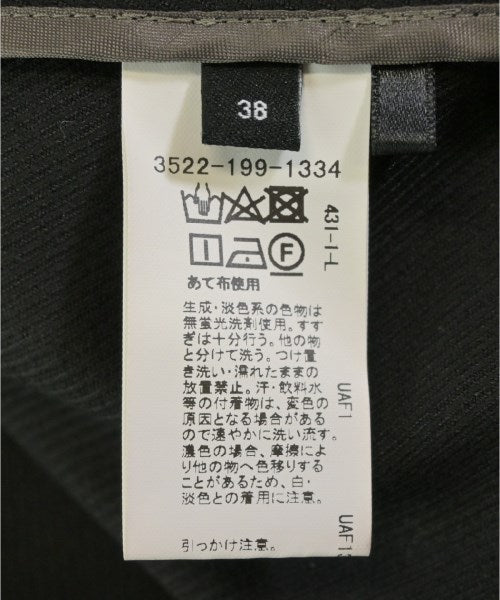 38
3522-199-1334
F
431-1-L
あて布使用
生成・淡色系の色物は
無蛍光洗剤使用。すす
ぎは十分行う。他の物
と分けて洗う。つけ置
き洗い・濡れたままの
放置禁止。汗・飲料水
等の付着物は、変色の
原因となる場合がある
ので速やかに洗い流す。
濃色の場合、摩擦によ
り他の物へ色移りする
ことがあるため、白・
淡色との着用に注意。
UAF1
引っかけ注意。